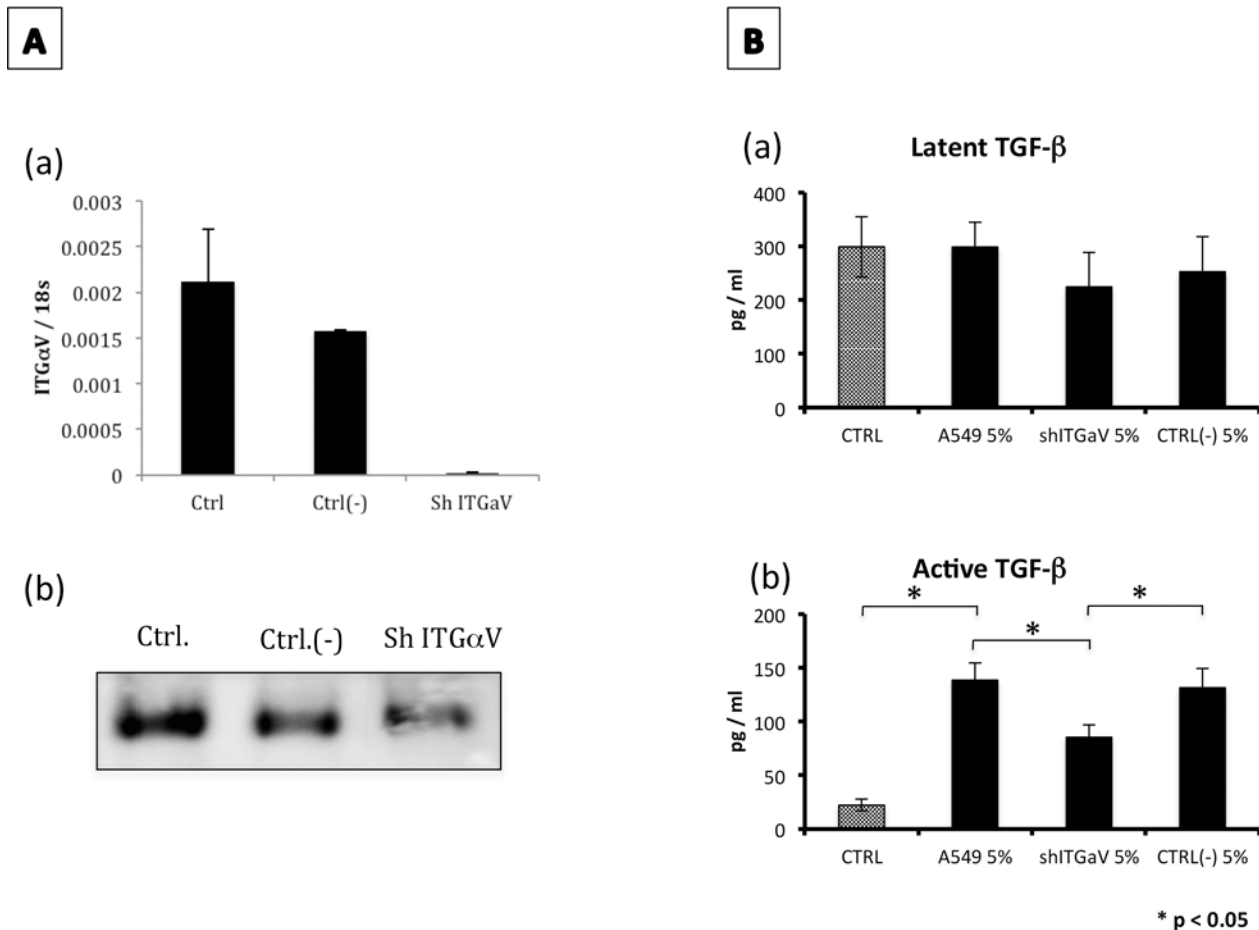 A
(a)
0.003
0.0025
0.002
0.0015
0.001
0.0005
0
ITGαV / 18s
Ctrl Ctrl(-) Sh ITGaV
(b)
Ctrl. Ctrl.(-) Sh ITGαV
B
(a)
Latent TGF-β
400
300
200
100
0
pg / ml
CTRL A549 5% shITGaV 5% CTRL(-) 5%
(b)
Active TGF-β
* * *
200
150
100
50
0
pg / ml
CTRL A549 5% shITGaV 5% CTRL(-) 5%
* p < 0.05